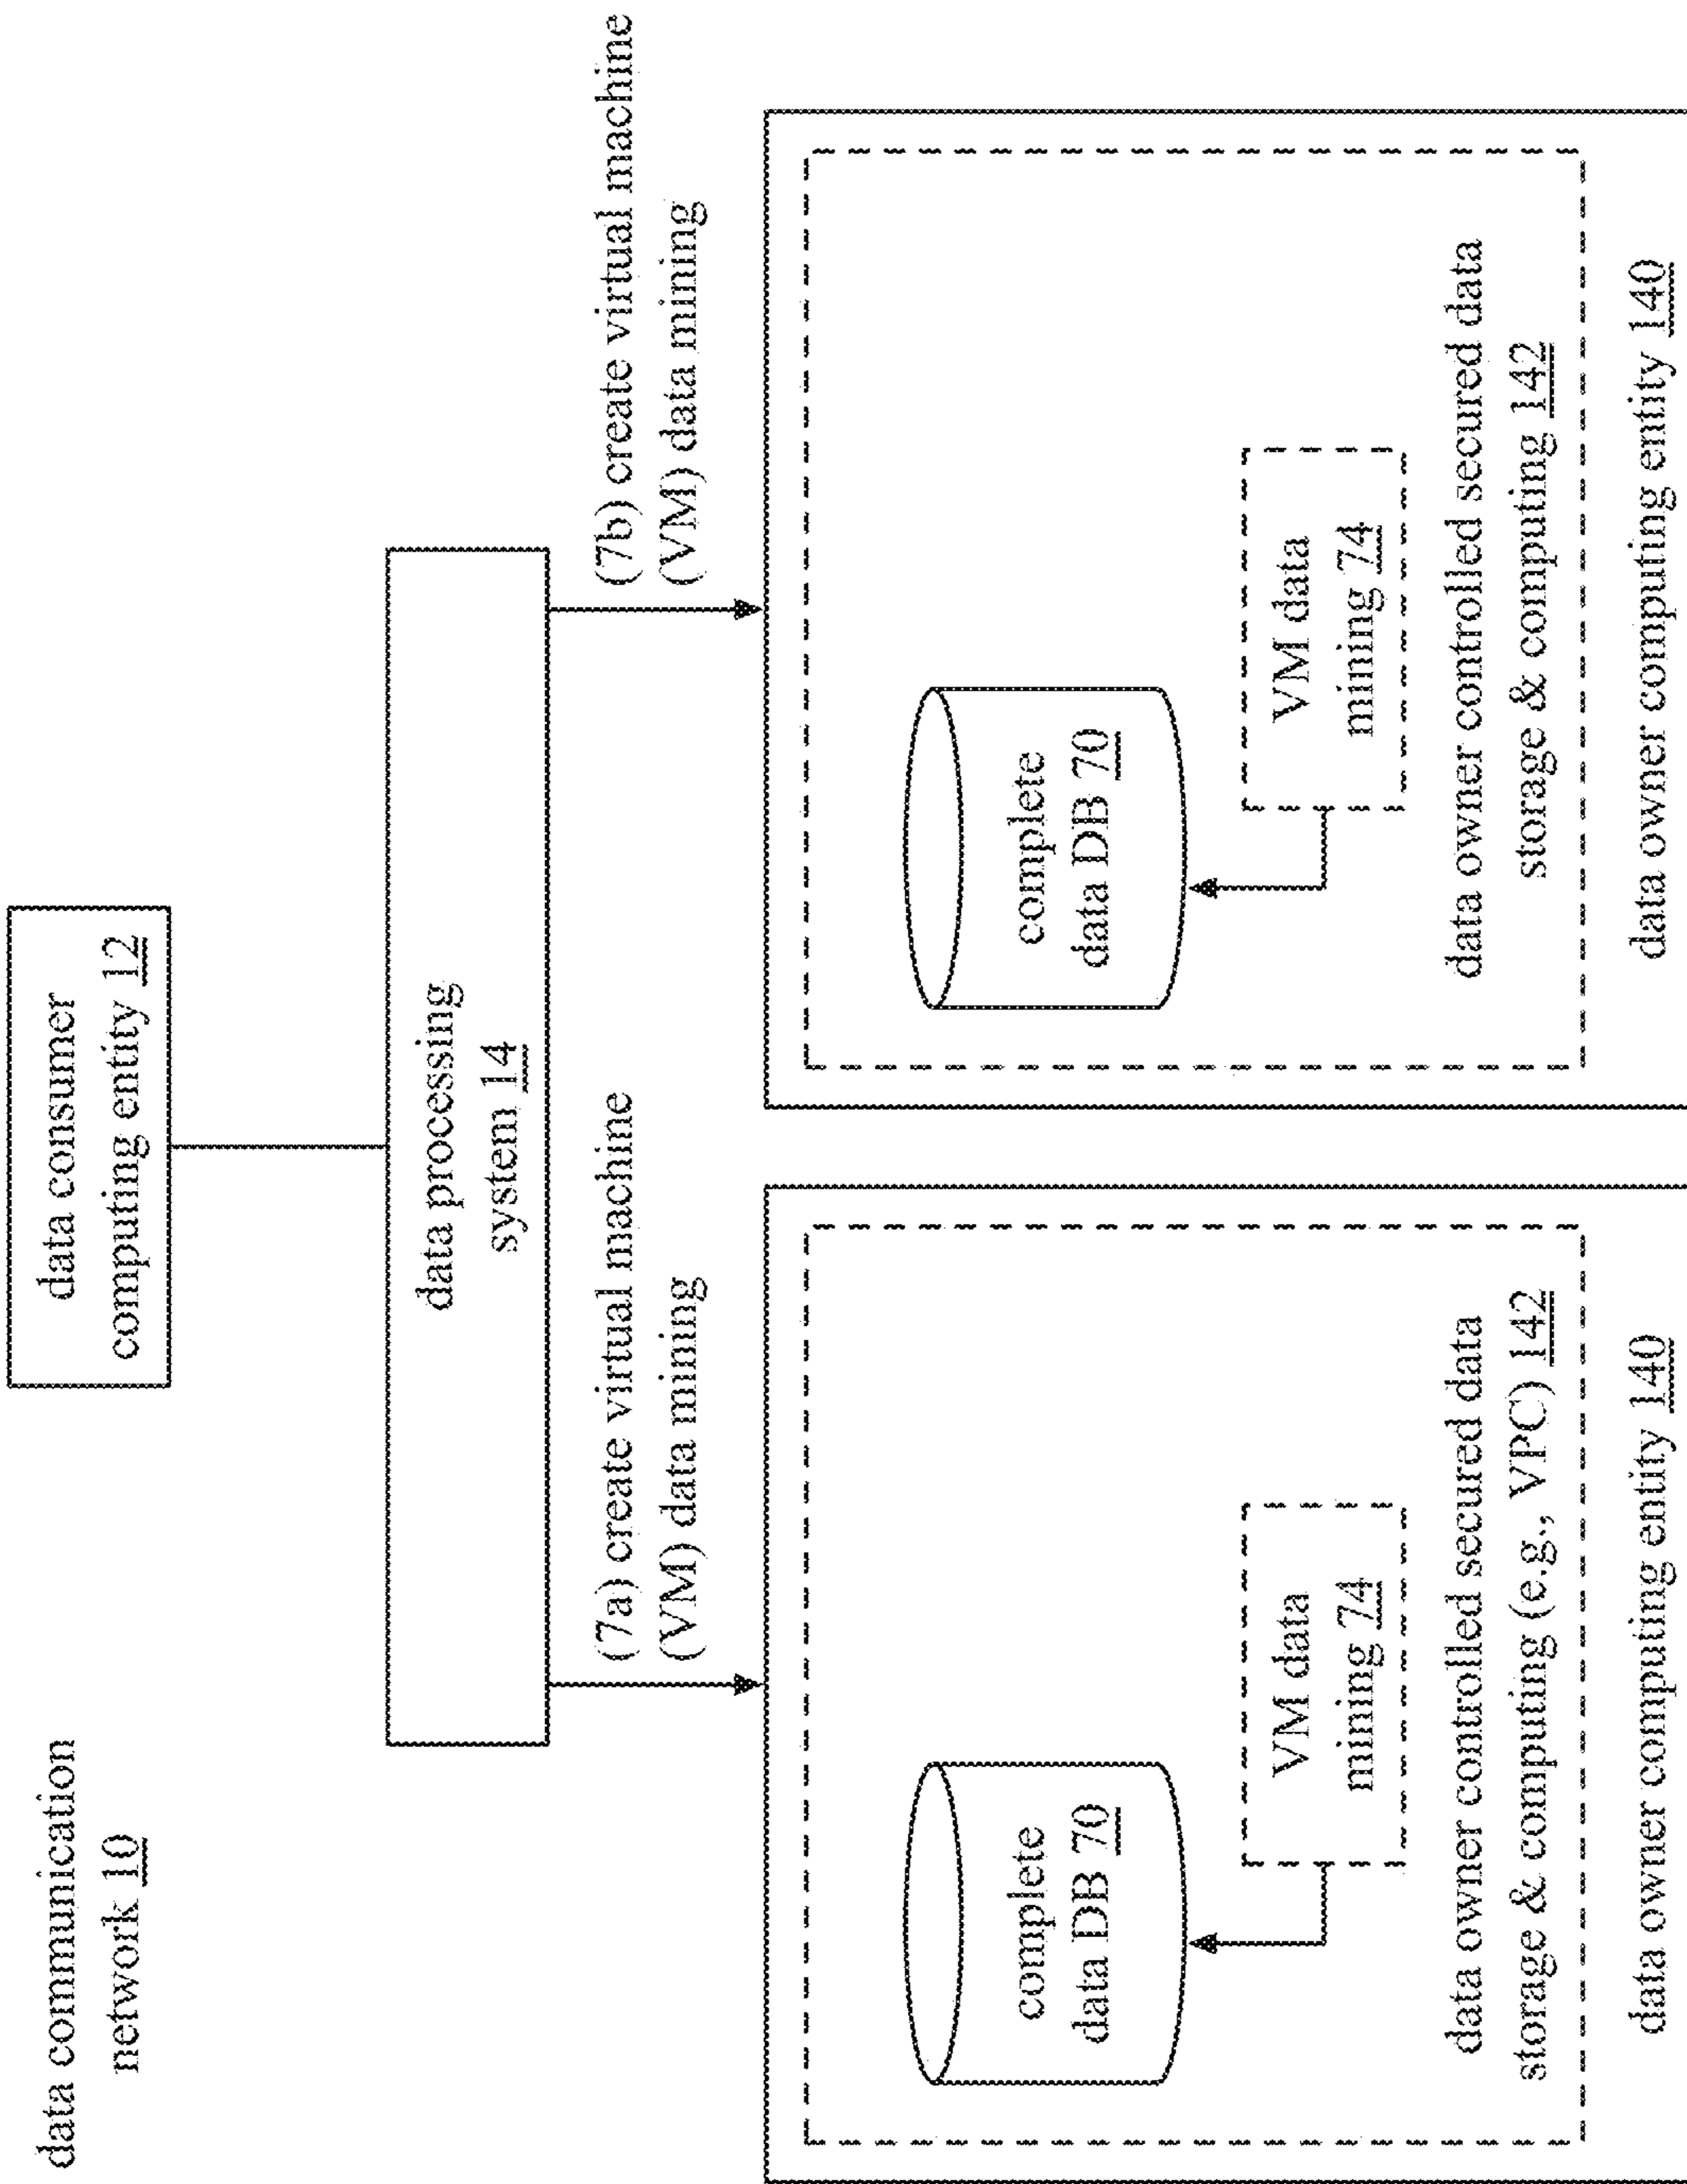 data communication
network 10
data consumer
computing entity 12
data processing
system 14
(7a) create virtual machine
(VM) data mining
(7b) create virtual machine
(VM) data mining
complete
data DB 70
VM data
mining 74
data owner controlled secured data
storage & computing (e.g., VPC) 142
data owner computing entity 140
complete
data DB 70
VM data
mining 74
data owner controlled secured data
storage & computing 142
data owner computing entity 140